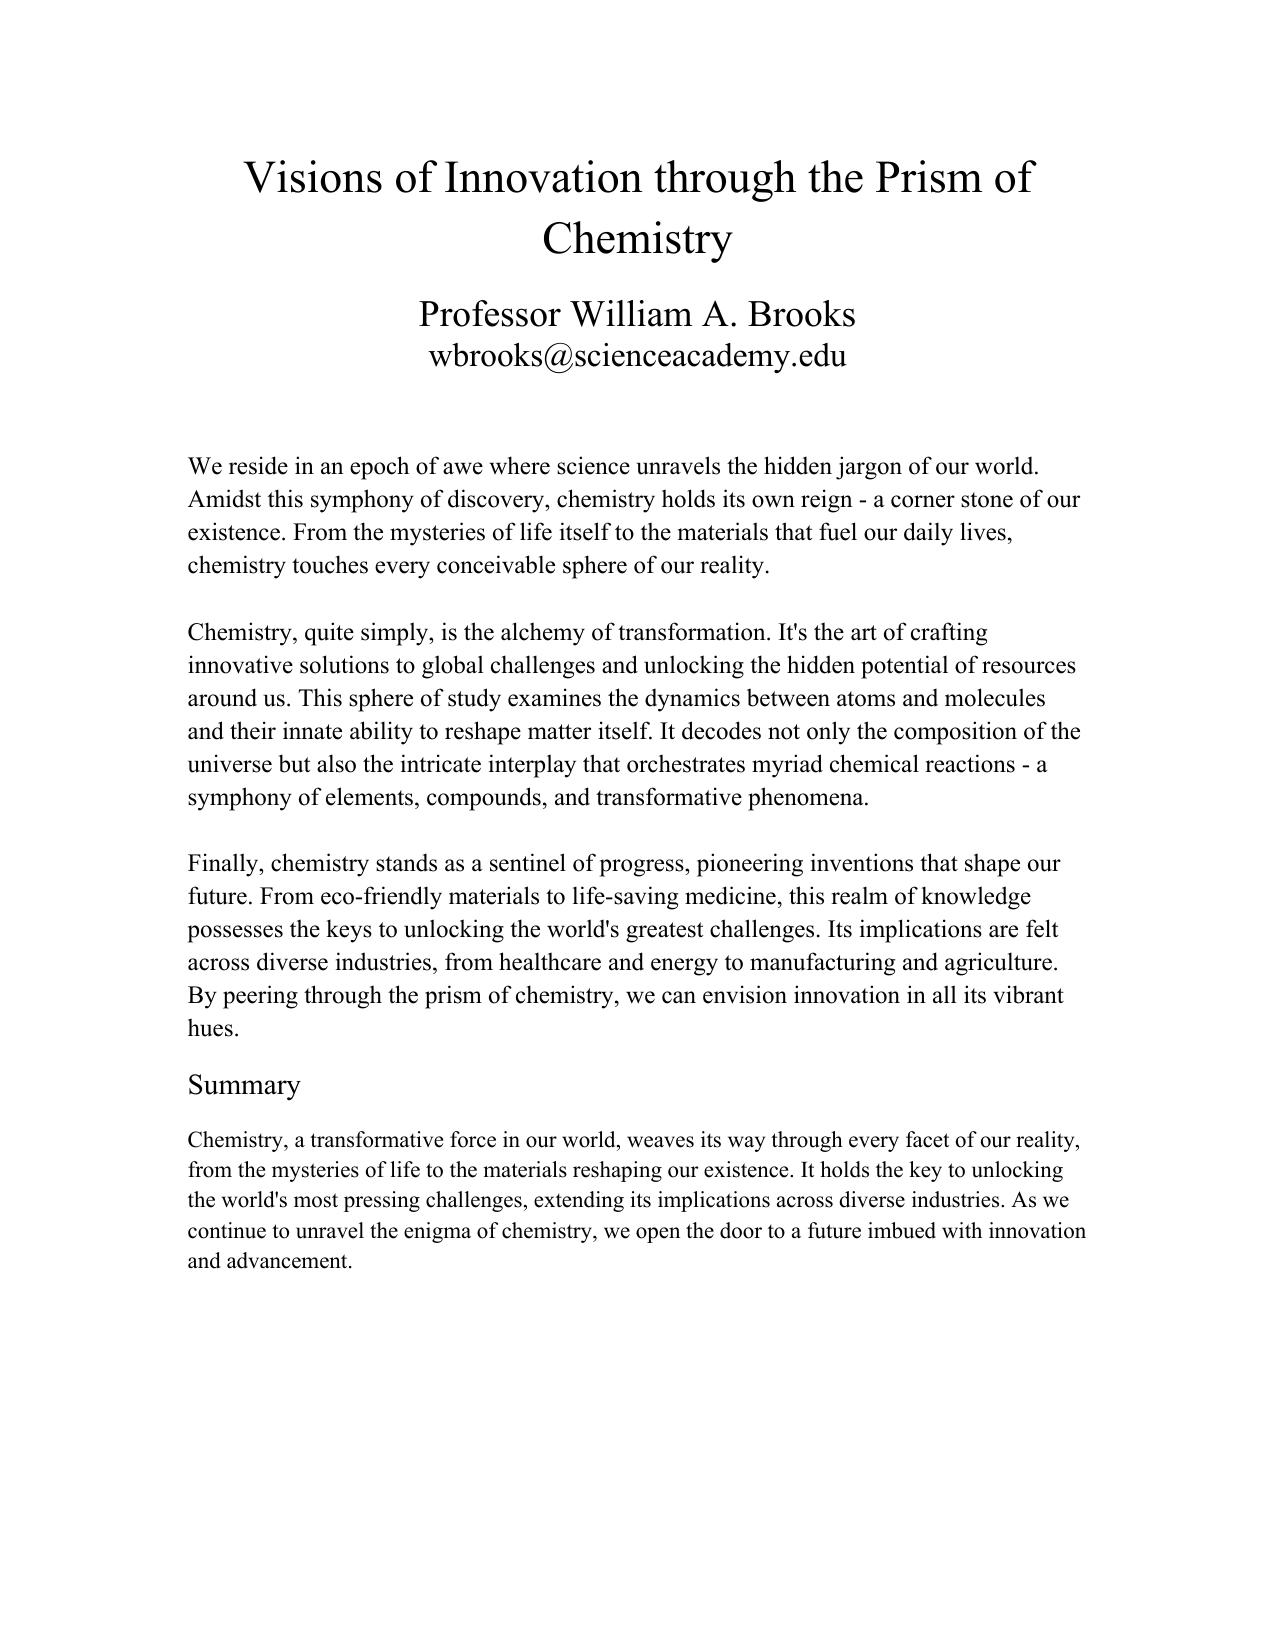 Visions of Innovation through the Prism of
Chemistry
Professor William A. Brooks
wbrooks@scienceacademy.edu
We reside in an epoch of awe where science unravels the hidden jargon of our world.
Amidst this symphony of discovery, chemistry holds its own reign - a corner stone of our
existence. From the mysteries of life itself to the materials that fuel our daily lives,
chemistry touches every conceivable sphere of our reality.
Chemistry, quite simply, is the alchemy of transformation. It's the art of crafting
innovative solutions to global challenges and unlocking the hidden potential of resources
around us. This sphere of study examines the dynamics between atoms and molecules
and their innate ability to reshape matter itself. It decodes not only the composition of the
universe but also the intricate interplay that orchestrates myriad chemical reactions - a
symphony of elements, compounds, and transformative phenomena.
Finally, chemistry stands as a sentinel of progress, pioneering inventions that shape our
future. From eco-friendly materials to life-saving medicine, this realm of knowledge
possesses the keys to unlocking the world's greatest challenges. Its implications are felt
across diverse industries, from healthcare and energy to manufacturing and agriculture.
By peering through the prism of chemistry, we can envision innovation in all its vibrant
hues.
Summary
Chemistry, a transformative force in our world, weaves its way through every facet of our reality,
from the mysteries of life to the materials reshaping our existence. It holds the key to unlocking
the world's most pressing challenges, extending its implications across diverse industries. As we
continue to unravel the enigma of chemistry, we open the door to a future imbued with innovation
and advancement.